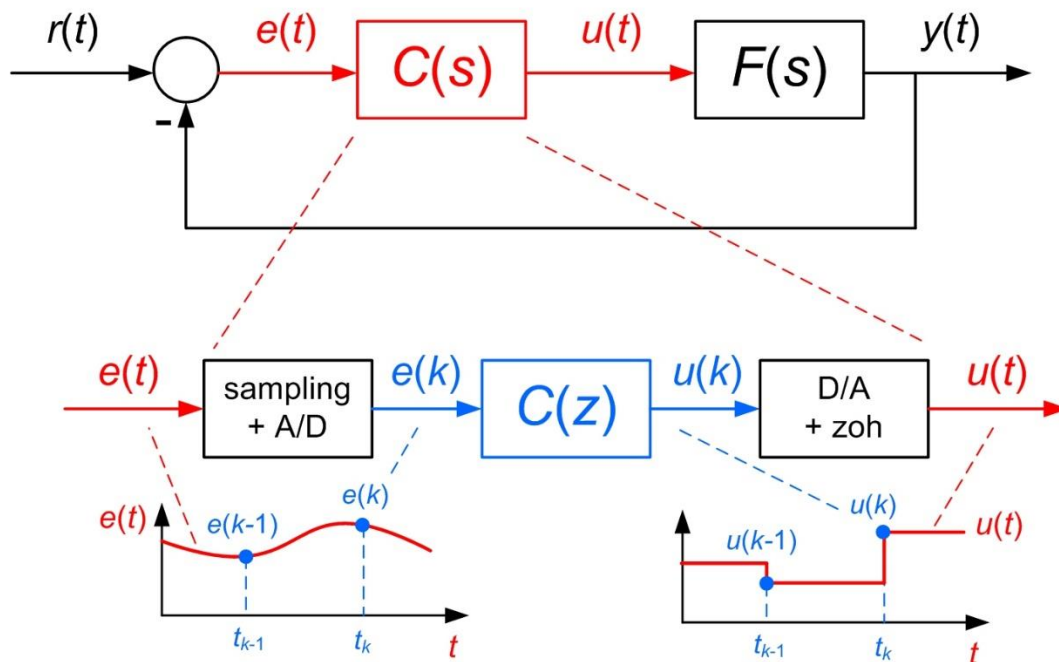 r(t)
e(t)
C(s)
u(t)
F(s)
y(t)
-
e(t)
sampling
+ A/D
e(k)
C(z)
u(k)
D/A
+ zoh
u(t)
e(t)
e(k-1)
e(k)
tk-1
tk
t
u(k-1)
u(k)
u(t)
tk-1
tk
t